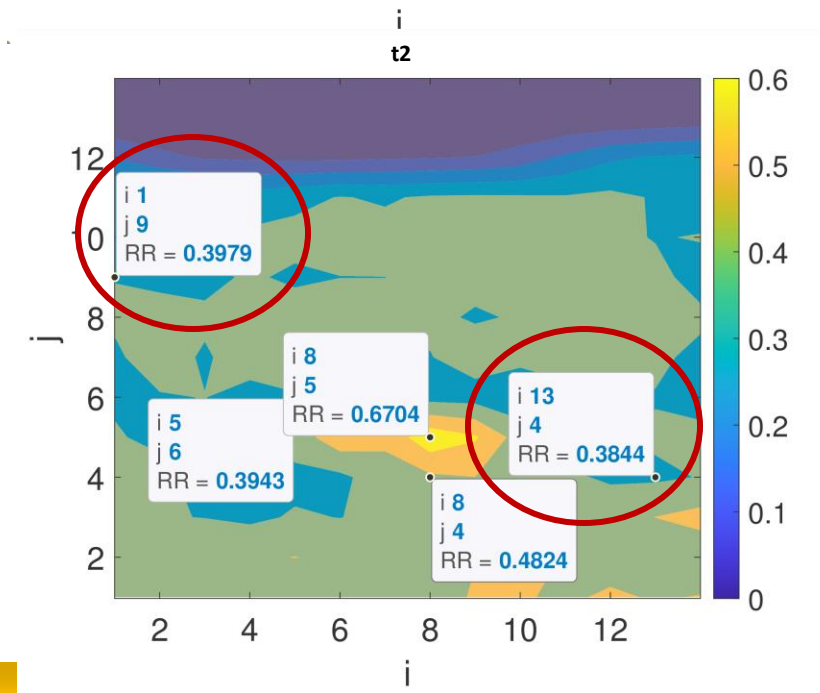 i
t2
0.6
0.5
0.4
0.3
0.2
0.1
0
12
0
8
6
4
2
j
i 1
j 9
RR = 0.3979
i 8
j 5
RR = 0.6704
i 13
j 4
RR = 0.3844
i 5
j 6
RR = 0.3943
i 8
j 4
RR = 0.4824
2
4
6
8
10
12
i